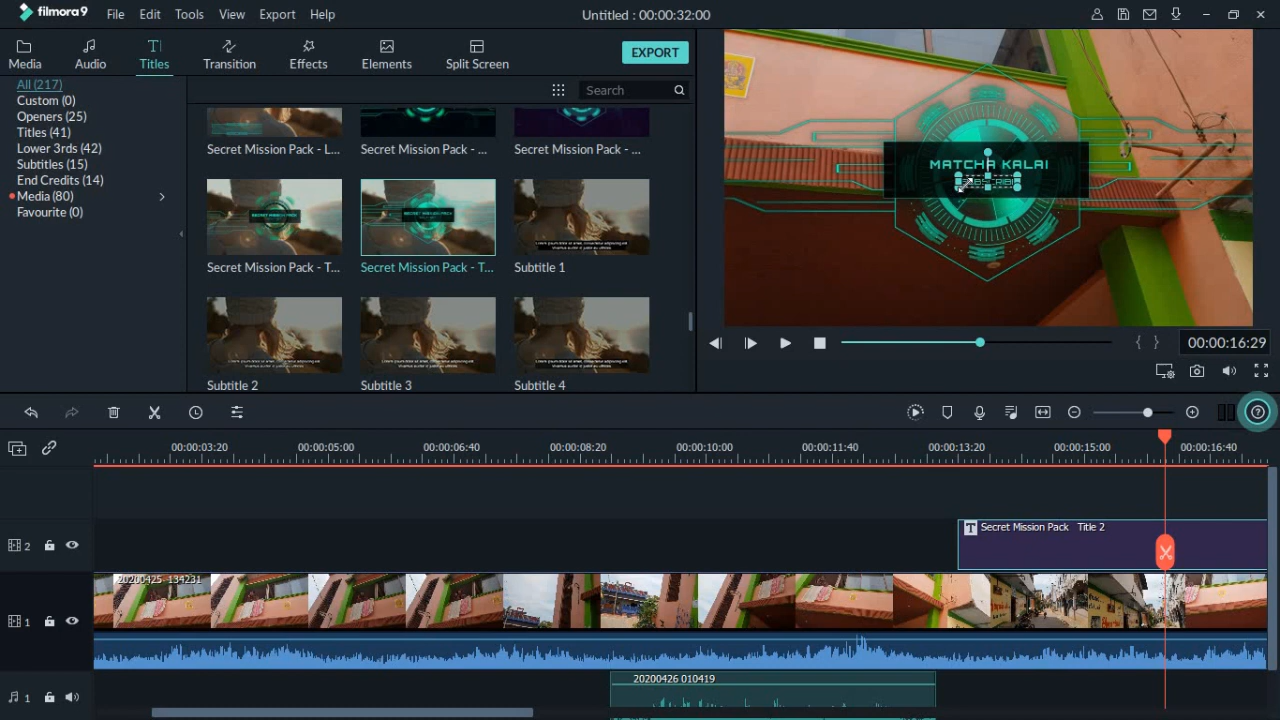 filmora9 File Edit Tools View Export Help Untitled : 00:00:32:00
Media Audio Titles Transition Effects Elements Split Screen EXPORT
All (217)
Custom (0)
Openers (25)
Titles (41)
Lower 3rds (42)
Subtitles (15)
End Credits (14)
Media (80)
Favourite (0)
Search
Secret Mission Pack - L... Secret Mission Pack - ... Secret Mission Pack - ...
Secret Mission Pack - T... Secret Mission Pack - T... Subtitle 1
Subtitle 2 Subtitle 3 Subtitle 4
MATCHA KALAI
00:00:16:29
00:00:03:20 00:00:05:00 00:00:06:40 00:00:08:20 00:00:10:00 00:00:11:40 00:00:13:20 00:00:15:00 00:00:16:40
2
T Secret Mission Pack Title 2
20200425 134231
1
1
20200426 010419